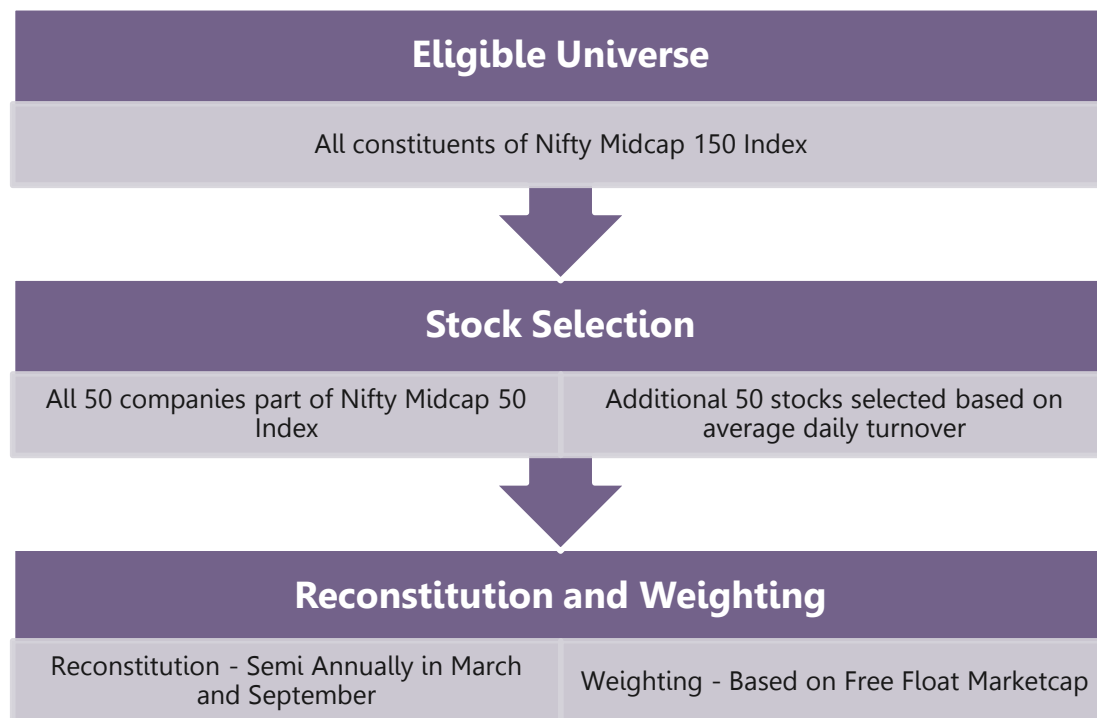 Eligible Universe
All constituents of Nifty Midcap 150 Index
Stock Selection
All 50 companies part of Nifty Midcap 50
Index
Additional 50 stocks selected based on
average daily turnover
Reconstitution and Weighting
Reconstitution - Semi Annually in March
and September
Weighting - Based on Free Float Marketcap